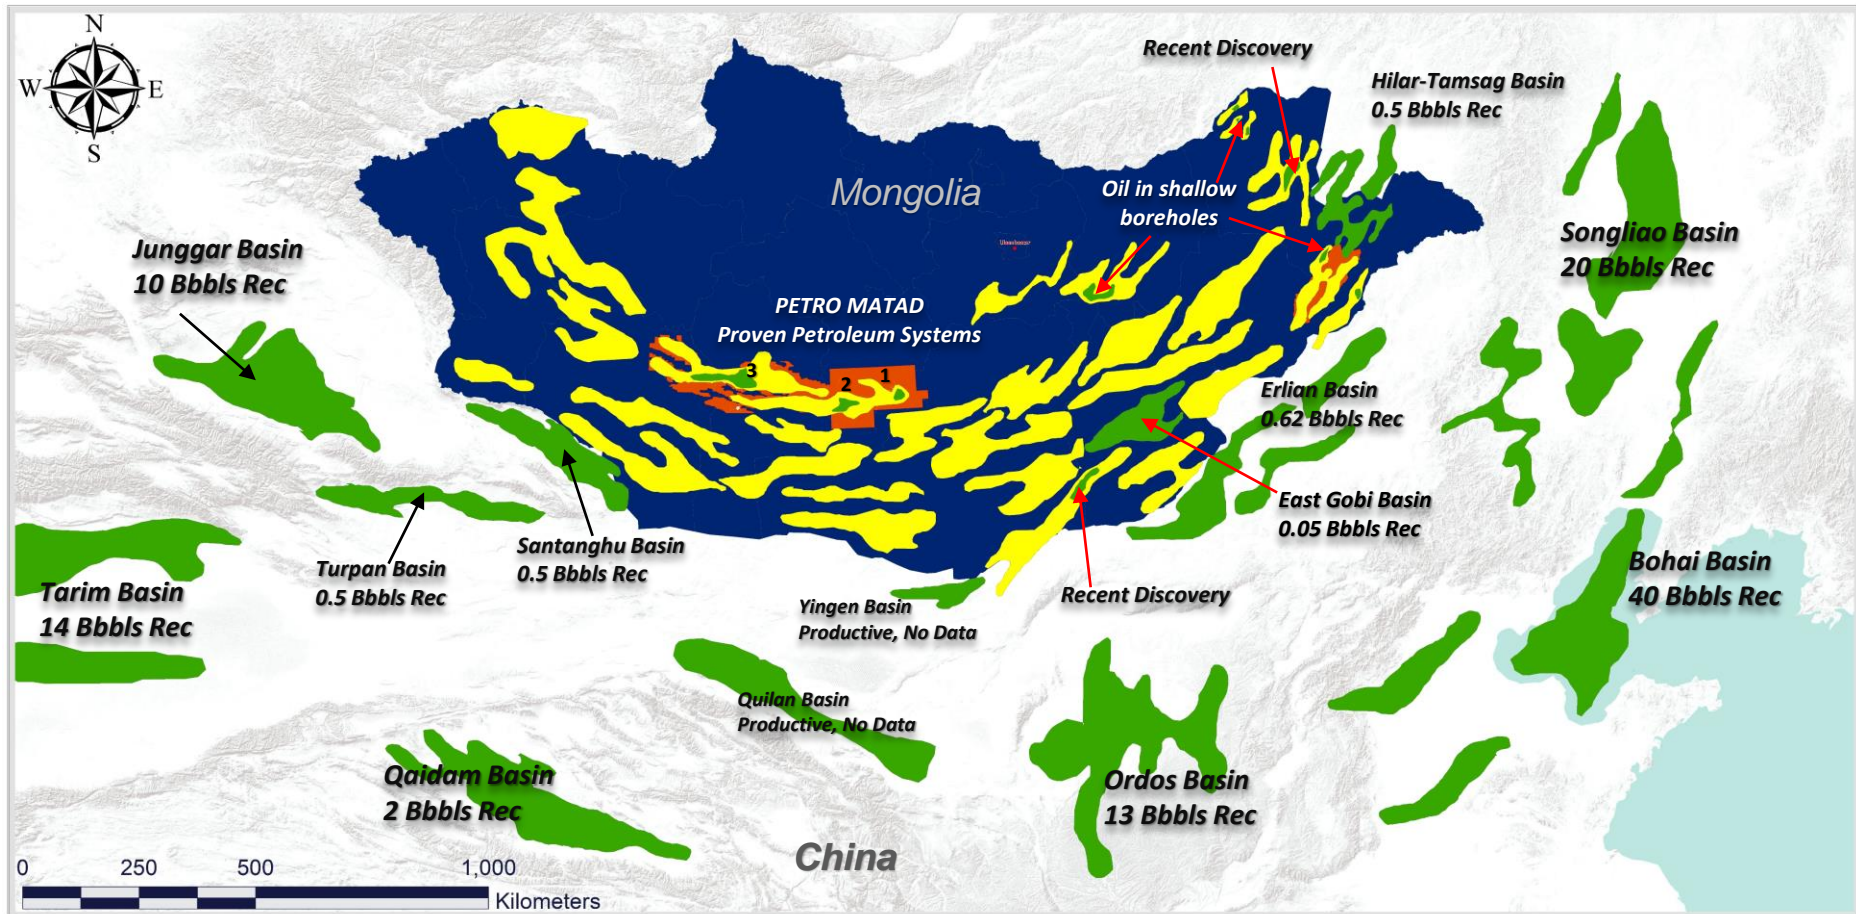 N
W
E
S
Recent Discovery
Hilar-Tamsag Basin
0.5 Bbbls Rec
Mongolia
Oil in shallow
boreholes
Songliao Basin
20 Bbbls Rec
Junggar Basin
10 Bbbls Rec
PETRO MATAD
Proven Petroleum Systems
3
2
1
Erlian Basin
0.62 Bbbls Rec
East Gobi Basin
0.05 Bbbls Rec
Santanghu Basin
0.5 Bbbls Rec
Turpan Basin
0.5 Bbbls Rec
Tarim Basin
14 Bbbls Rec
Yingen Basin
Productive, No Data
Recent Discovery
Bohai Basin
40 Bbbls Rec
Quilan Basin
Productive, No Data
Qaidam Basin
2 Bbbls Rec
Ordos Basin
13 Bbbls Rec
China
0 250 500 1,000
Kilometers